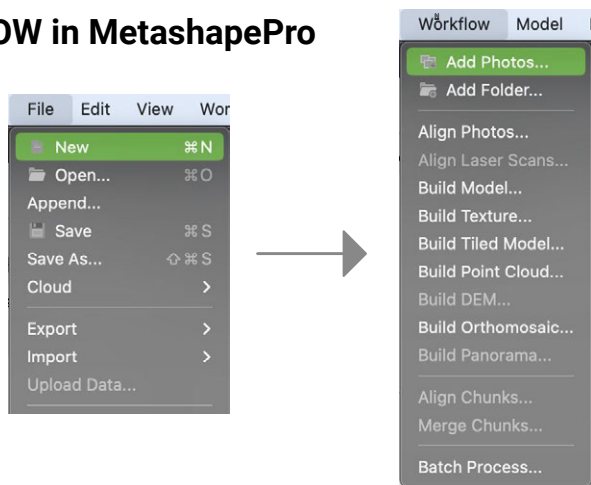 OW in MetashapePro
File Edit View Wor
New ⌘ N
Open... ⌘ O
Append...
Save ⌘ S
Save As... ⇧ ⌘ S
Cloud >
Export >
Import >
Upload Data...
Workflow Model
Add Photos...
Add Folder...
Align Photos...
Align Laser Scans...
Build Model...
Build Texture...
Build Tiled Model...
Build Point Cloud...
Build DEM...
Build Orthomosaic...
Build Panorama...
Align Chunks...
Merge Chunks...
Batch Process...